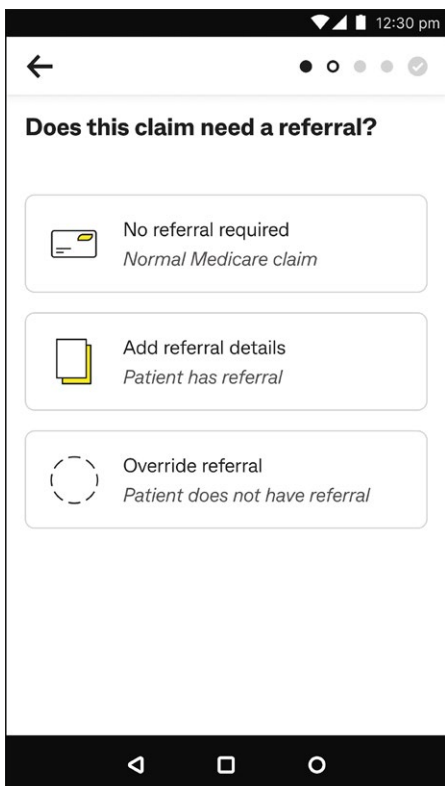 12:30 pm
Does this claim need a referral?
No referral required
Normal Medicare claim
Add referral details
Patient has referral
Override referral
Patient does not have referral